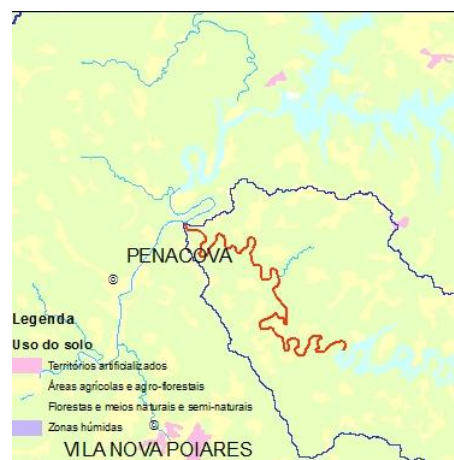 PENACOVA
Legenda
Uso do solo
Territórios artificializados
Áreas agrícolas e agro-florestais
Florestas e meios naturais e semi-naturais
Zonas húmidas
VILA NOVA POIARES